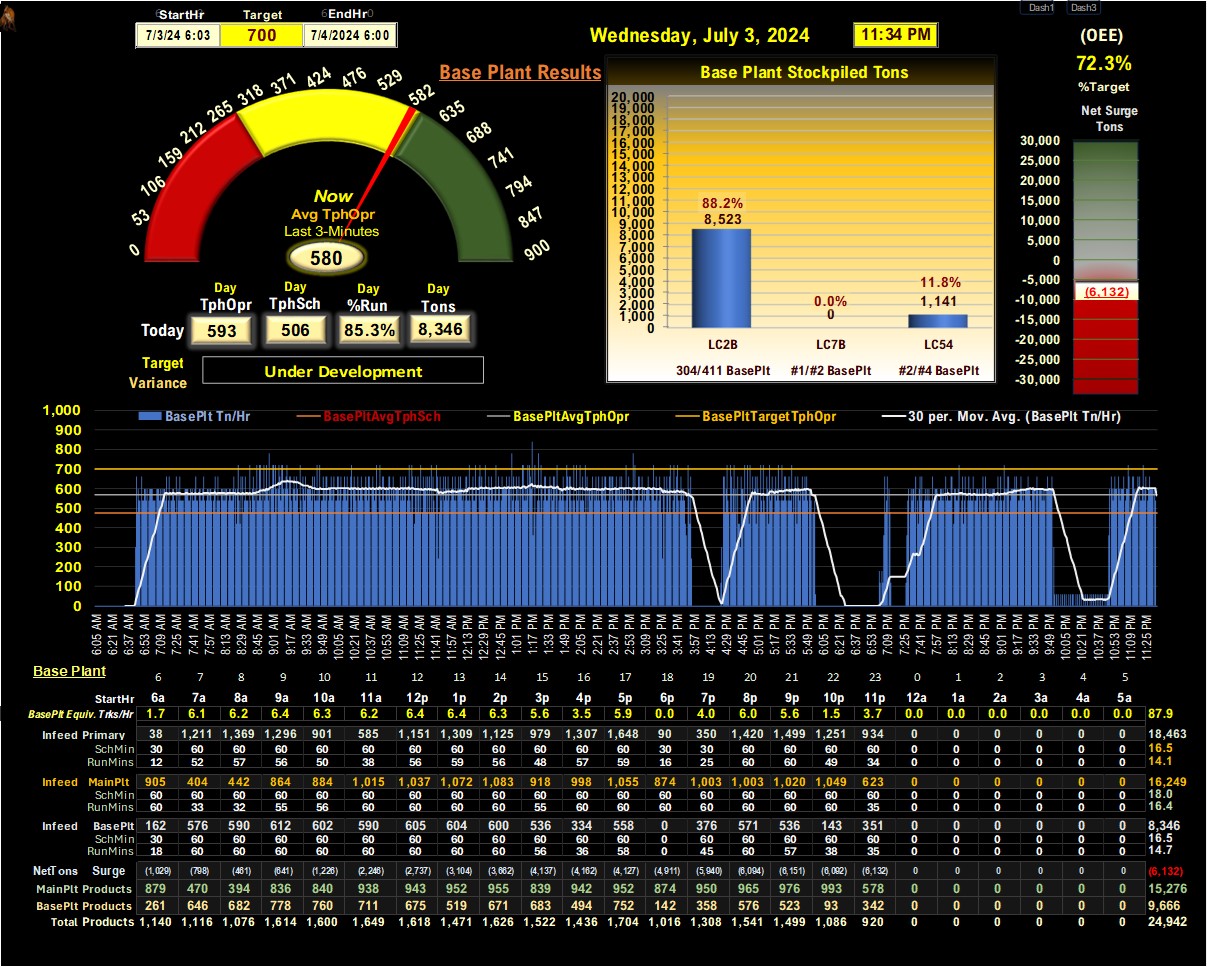 StartHr Target EndHr Dash1 Dash3
7/3/24 6:03 700 7/4/2024 6:00
Wednesday, July 3, 2024 11:34 PM
(OEE)
72.3%
%Target
Net Surge
Tons
30,000
25,000
20,000
15,000
10,000
5,000
0
-5,000
(6,132)
-10,000
-15,000
-20,000
-25,000
-30,000
Base Plant Results
0 53 106 159 212 265 318 371 424 476 529 582 635 688 741 794 847 900
Now
Avg TphOpr
Last 3-Minutes
580
Day Day Day Day
TphOpr TphSch %Run Tons
Today 593 506 85.3% 8,346
Target
Variance
Under Development
Base Plant Stockpiled Tons
20,000
19,000
18,000
17,000
16,000
15,000
14,000
13,000
12,000
11,000
10,000
9,000
8,000
7,000
6,000
5,000
4,000
3,000
2,000
1,000
0
88.2%
8,523
0.0%
0
11.8%
1,141
LC2B LC7B LC54
304/411 BasePlt #1/#2 BasePlt #2/#4 BasePlt
BasePlt Tn/Hr BasePltAvgTphSch BasePltAvgTphOpr BasePltTargetTphOpr 30 per. Mov. Avg. (BasePlt Tn/Hr)
1,000
900
800
700
600
500
400
300
200
100
0
6:05 AM 6:21 AM 6:37 AM 6:53 AM 7:09 AM 7:25 AM 7:41 AM 7:57 AM 8:13 AM 8:29 AM 8:45 AM 9:01 AM 9:17 AM 9:33 AM 9:49 AM 10:05 AM 10:21 AM 10:37 AM 10:53 AM 11:09 AM 11:25 AM 11:41 AM 11:57 AM 12:13 PM 12:29 PM 12:45 PM 1:01 PM 1:17 PM 1:33 PM 1:49 PM 2:05 PM 2:21 PM 2:37 PM 2:53 PM 3:09 PM 3:25 PM 3:41 PM 3:57 PM 4:13 PM 4:29 PM 4:45 PM 5:01 PM 5:17 PM 5:33 PM 5:49 PM 6:05 PM 6:21 PM 6:37 PM 6:53 PM 7:09 PM 7:25 PM 7:41 PM 7:57 PM 8:13 PM 8:29 PM 8:45 PM 9:01 PM 9:17 PM 9:33 PM 9:49 PM 10:05 PM 10:21 PM 10:37 PM 10:53 PM 11:09 PM 11:25 PM
Base Plant 6 7 8 9 10 11 12 13 14 15 16 17 18 19 20 21 22 23 0 1 2 3 4 5
StartHr 6a 7a 8a 9a 10a 11a 12p 1p 2p 3p 4p 5p 6p 7p 8p 9p 10p 11p 12a 1a 2a 3a 4a 5a
BasePlt Equiv. Trks/Hr 1.7 6.1 6.2 6.4 6.3 6.2 6.4 6.4 6.3 5.6 3.5 5.9 0.0 4.0 6.0 5.6 1.5 3.7 0.0 0.0 0.0 0.0 0.0 0.0 87.9
Infeed Primary 38 1,211 1,369 1,296 901 585 1,151 1,309 1,125 979 1,307 1,648 90 350 1,420 1,499 1,251 934 0 0 0 0 0 0 18,463
SchMin 30 60 60 60 60 60 60 60 60 60 60 60 30 30 60 60 60 60 0 0 0 0 0 0 16.5
RunMins 12 52 57 56 50 38 56 59 56 48 57 59 16 25 60 60 49 34 0 0 0 0 0 0 14.1
Infeed MainPlt 905 404 442 864 884 1,015 1,037 1,072 1,083 918 998 1,055 874 1,003 1,003 1,020 1,049 623 0 0 0 0 0 0 16,249
SchMin 60 60 60 60 60 60 60 60 60 60 60 60 60 60 60 60 60 60 0 0 0 0 0 0 18.0
RunMins 60 33 32 55 56 60 60 60 60 55 60 60 60 60 60 60 60 35 0 0 0 0 0 0 16.4
Infeed BasePlt 162 576 590 612 602 590 605 604 600 536 334 558 0 376 571 536 143 351 0 0 0 0 0 0 8,346
SchMin 30 60 60 60 60 60 60 60 60 60 60 60 0 60 60 60 60 60 0 0 0 0 0 0 16.5
RunMins 18 60 60 60 60 60 60 60 60 56 36 58 0 45 60 57 38 35 0 0 0 0 0 0 14.7
NetTons Surge (1,029) (798) (461) (641) (1,226) (2,246) (2,737) (3,104) (3,662) (4,137) (4,162) (4,127) (4,911) (5,940) (6,094) (6,151) (6,092) (6,132) 0 0 0 0 0 0 (6,132)
MainPlt Products 879 470 394 836 840 938 943 952 955 839 942 952 874 950 965 976 993 578 0 0 0 0 0 0 15,276
BasePlt Products 261 646 682 778 760 711 675 519 671 683 494 752 142 358 576 523 93 342 0 0 0 0 0 0 9,666
Total Products 1,140 1,116 1,076 1,614 1,600 1,649 1,618 1,471 1,626 1,522 1,436 1,704 1,016 1,308 1,541 1,499 1,086 920 0 0 0 0 0 0 24,942